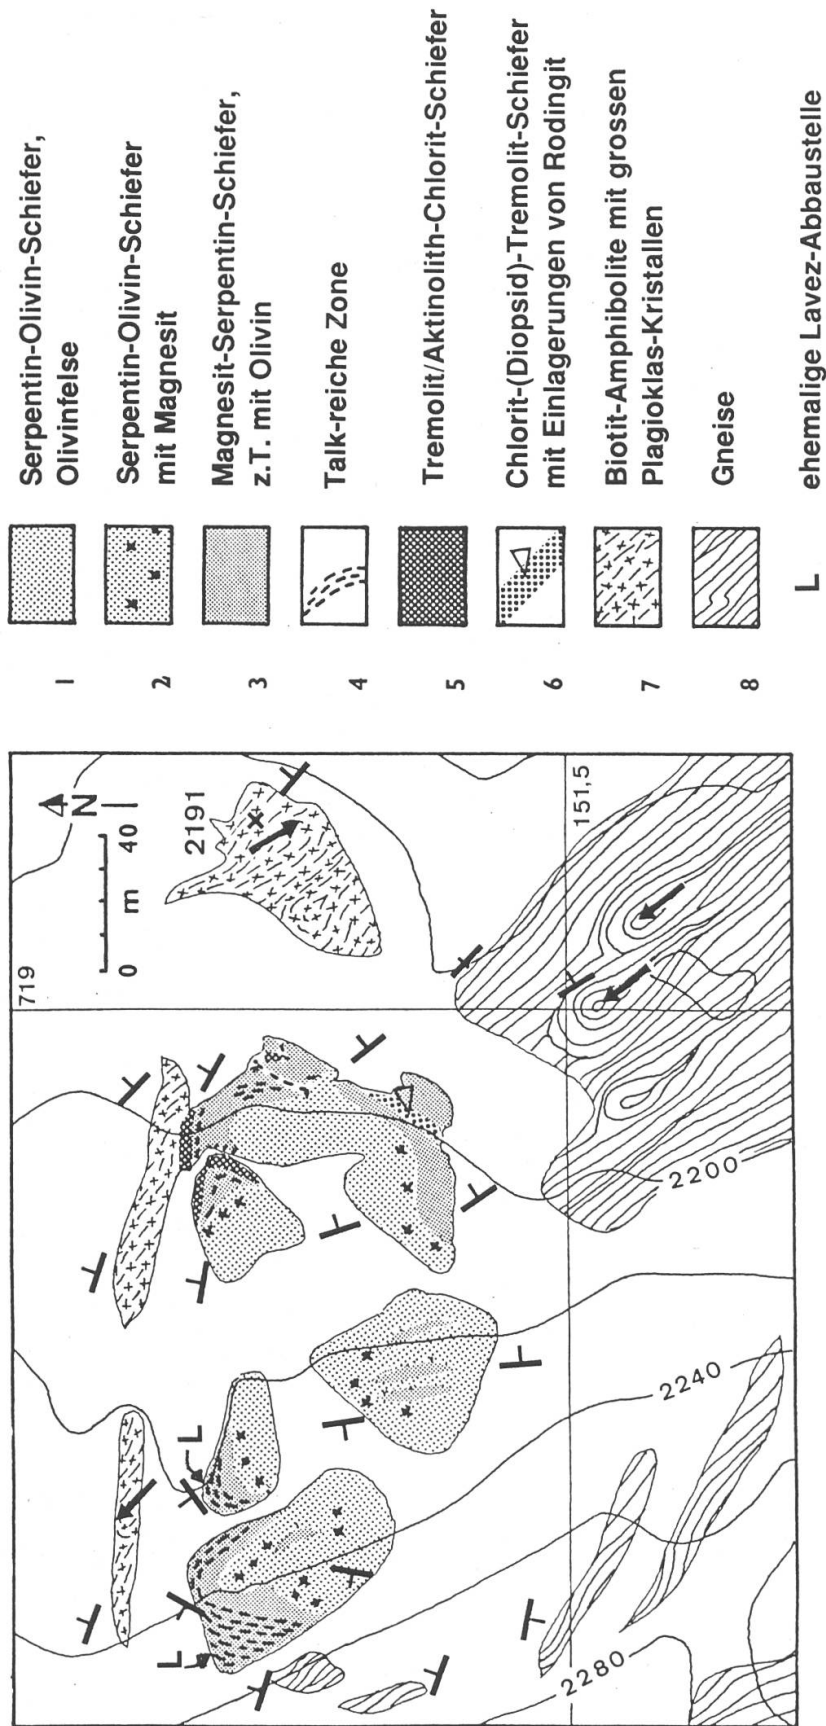 719
0 m 40
N
2191
151,5
L
L
2200
2240
2280
1 Serpentin-Olivin-Schiefer,
Olivinfelse
2 Serpentin-Olivin-Schiefer
mit Magnesit
3 Magnesit-Serpentin-Schiefer,
z.T. mit Olivin
4 Talk-reiche Zone
5 Tremolit/Aktinolith-Chlorit-Schiefer
6 Chlorit-(Diopsid)-Tremolit-Schiefer
mit Einlagerungen von Rodingit
7 Biotit-Amphibolite mit grossen
Plagioklas-Kristallen
8 Gneise
L ehemalige Lavez-Abbaustelle